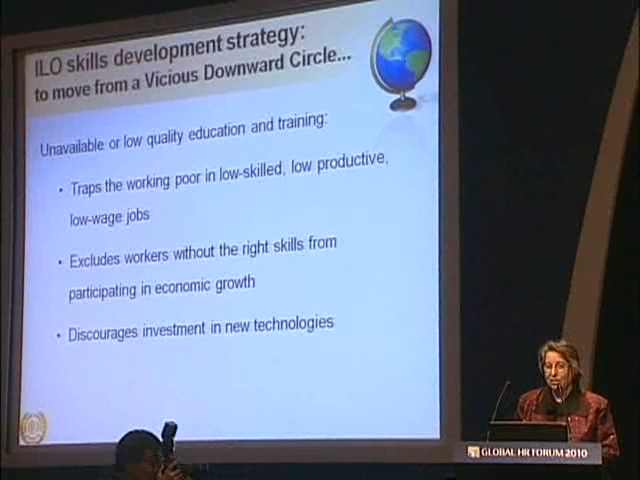 ILO skills development strategy:
to move from a Vicious Downward Circle...
Unavailable or low quality education and training:
• Traps the working poor in low-skilled, low productive,
low-wage jobs
• Excludes workers without the right skills from
participating in economic growth
• Discourages investment in new technologies
GLOBAL HR FORUM 2010